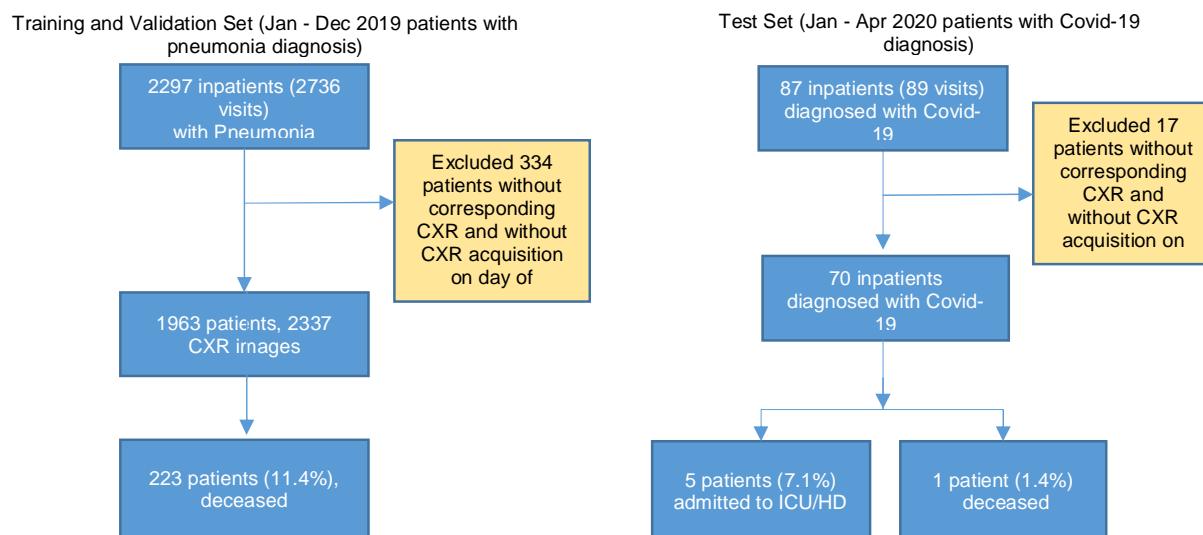 Training and Validation Set (Jan - Dec 2019 patients with
pneumonia diagnosis)
2297 inpatients (2736
visits)
with Pneumonia
Excluded 334
patients without
corresponding
CXR and without
CXR acquisition
on day of
1963 patients, 2337
CXR images
223 patients (11.4%),
deceased
Test Set (Jan - Apr 2020 patients with Covid-19
diagnosis)
87 inpatients (89 visits)
diagnosed with Covid-
19
Excluded 17
patients without
corresponding
CXR and
without CXR
acquisition on
70 inpatients
diagnosed with Covid-
19
5 patients (7.1%)
admitted to ICU/HD
1 patient (1.4%)
deceased